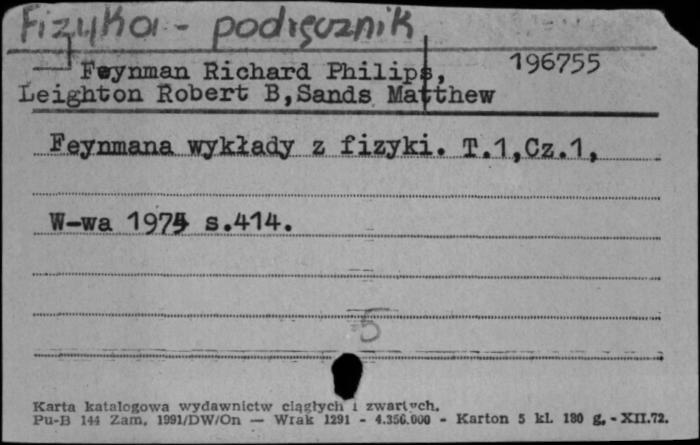 Fizyka - podręcznik
Feynman Richard Philips, 196755
Leighton Robert B, Sands Matthew
Feynmana wykłady z fizyki. T.1, Cz.1,
W-wa 1974 s.414.
5
Karta katalogowa wydawnictw ciągłych i zwartych.
Pu-B 144 Zam. 1991/DW/On — Wrak 1291 - 4.356.000 - Karton 5 kl. 180 g. - XII.72.